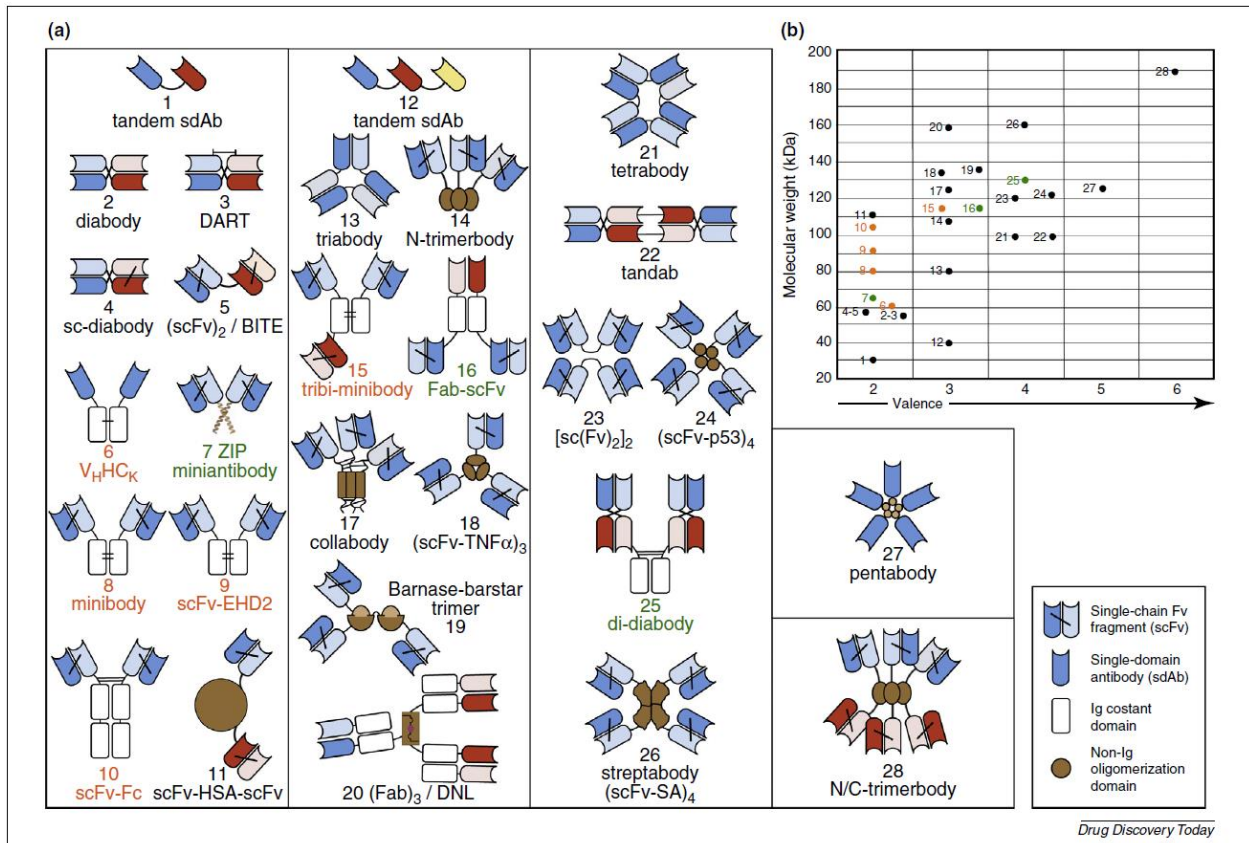 (a)
1
tandem sdAb
2
diabody
3
DART
4
sc-diabody
5
(scFv)2 / BITE
6
VHHCK
7 ZIP
miniantibody
8
minibody
9
scFv-EHD2
10
scFv-Fc
11
scFv-HSA-scFv
12
tandem sdAb
13
triabody
14
N-trimerbody
15
tribi-minibody
16
Fab-scFv
17
collabody
18
(scFv-TNFα)3
Barnase-barstar
trimer
19
20 (Fab)3 / DNL
21
tetrabody
22
tandab
23
[sc(Fv)2]2
24
(scFv-p53)4
25
di-diabody
26
streptabody
(scFv-SA)4
(b)
Molecular weight (kDa)
200
180
160
140
120
100
80
60
40
20
28
20
26
18
19
17
25
24
27
23
15
16
11
14
10
21
22
9
8
13
7
6
4-5
2-3
12
1
2
3
4
5
6
Valence
27
pentabody
28
N/C-trimerbody
Single-chain Fv
fragment (scFv)
Single-domain
antibody (sdAb)
Ig costant
domain
Non-Ig
oligomerization
domain
Drug Discovery Today